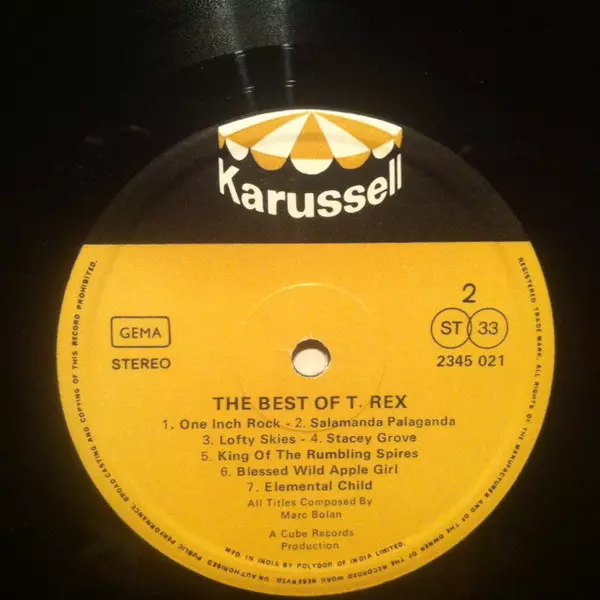 Karussell
2
GEMA
ST 33
STEREO
2345 021
THE BEST OF T. REX
1. One Inch Rock - 2. Salamanda Palaganda
3. Lofty Skies - 4. Stacey Grove
5. King Of The Rumbling Spires
6. Blessed Wild Apple Girl
7. Elemental Child
All Titles Composed By
Marc Bolan
A Cube Records
Production
REGISTERED TRADE MARK. ALL RIGHTS OF THE MANUFACTURER AND OF THE OWNER OF THE RECORDED WORK RESERVED. UNAUTHORISED PUBLIC PERFORMANCE, BROADCASTING AND COPYING OF THIS RECORD PROHIBITED.
BY POLYDOR OF INDIA LIMITED.